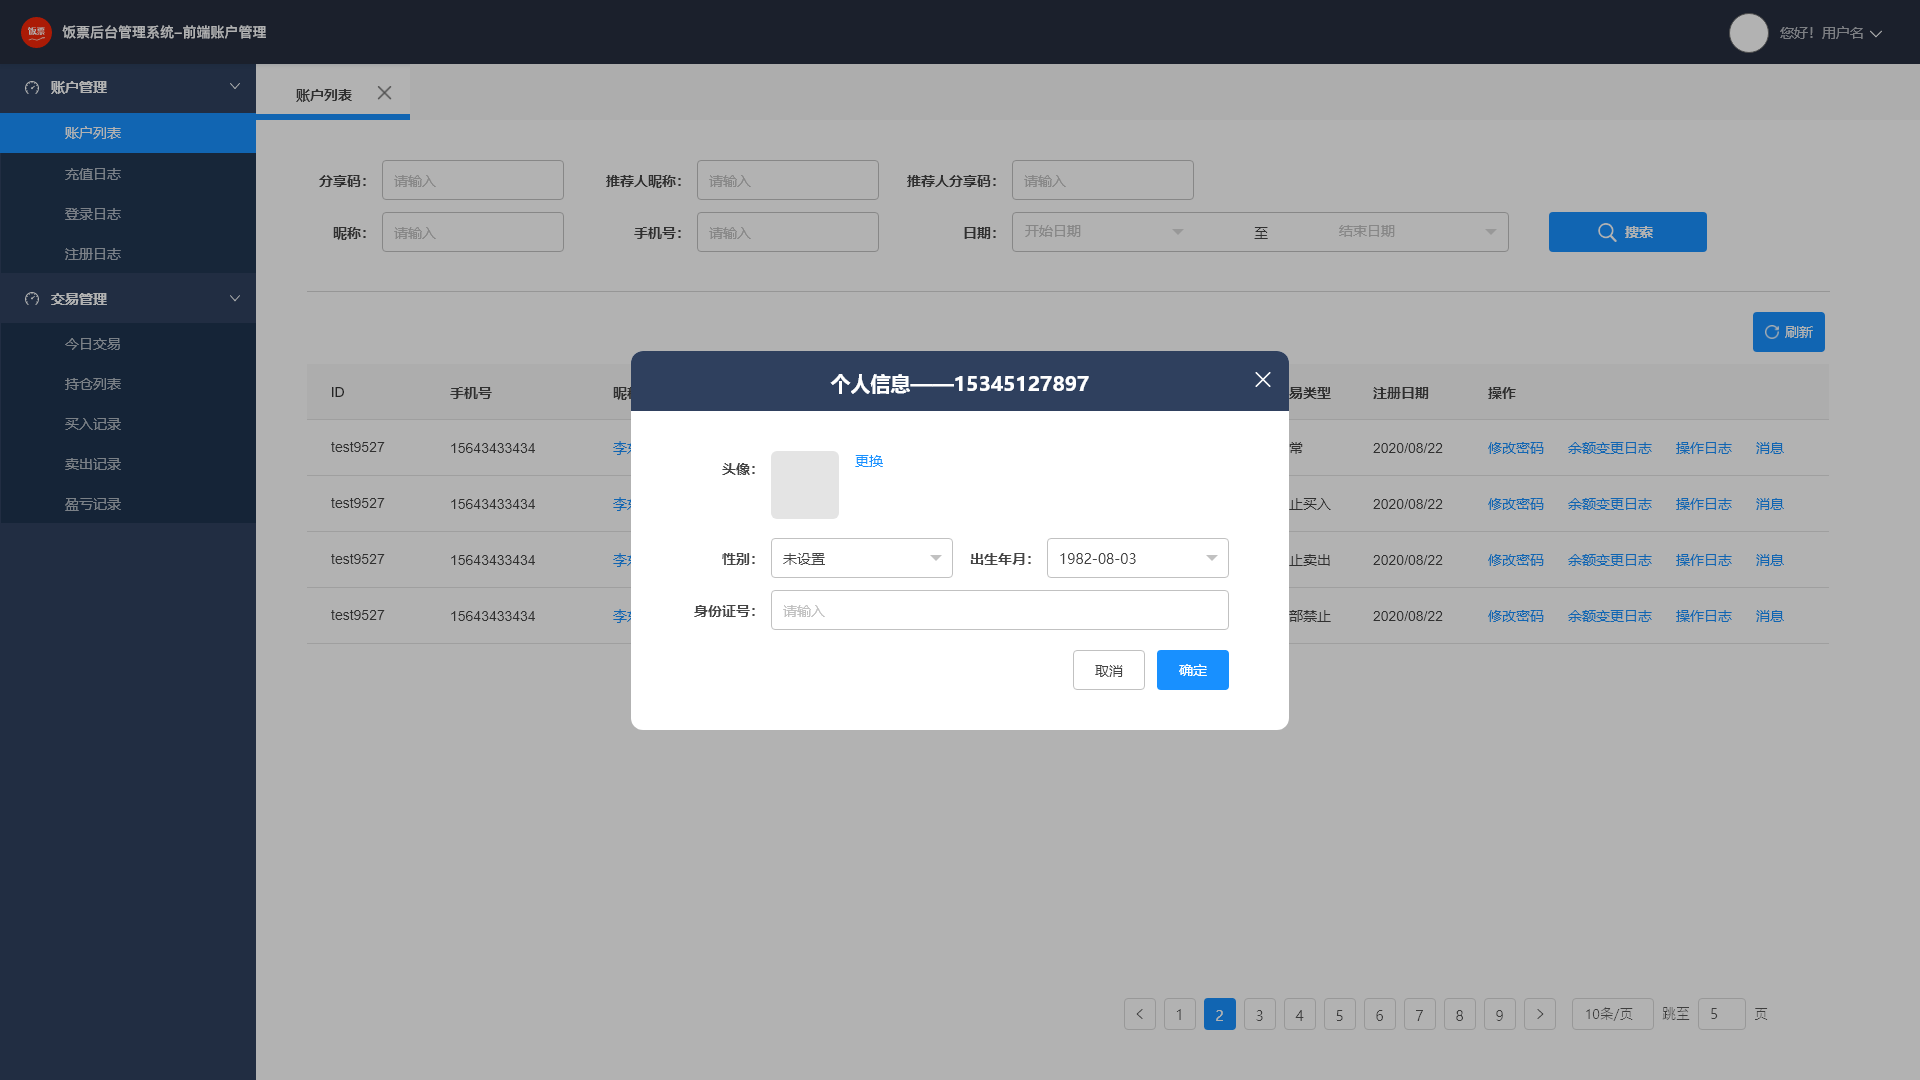 饭票
饭票后台管理系统-前端账户管理
您好！用户名
账户管理
账户列表
充值日志
登录日志
注册日志
交易管理
今日交易
持仓列表
买入记录
卖出记录
盈亏记录
账户列表
分享码： 请输入 推荐人昵称： 请输入 推荐人分享码： 请输入
昵称： 请输入 手机号： 请输入 日期： 开始日期 至 结束日期 搜索
刷新
ID 手机号 易类型 注册日期 操作
test9527 15643433434 李 常 2020/08/22 修改密码 余额变更日志 操作日志 消息
test9527 15643433434 李 止买入 2020/08/22 修改密码 余额变更日志 操作日志 消息
test9527 15643433434 李 止卖出 2020/08/22 修改密码 余额变更日志 操作日志 消息
test9527 15643433434 李 部禁止 2020/08/22 修改密码 余额变更日志 操作日志 消息
个人信息——15345127897
头像： 更换
性别： 未设置 出生年月： 1982-08-03
身份证号： 请输入
取消 确定
1 2 3 4 5 6 7 8 9 10条/页 跳至 5 页